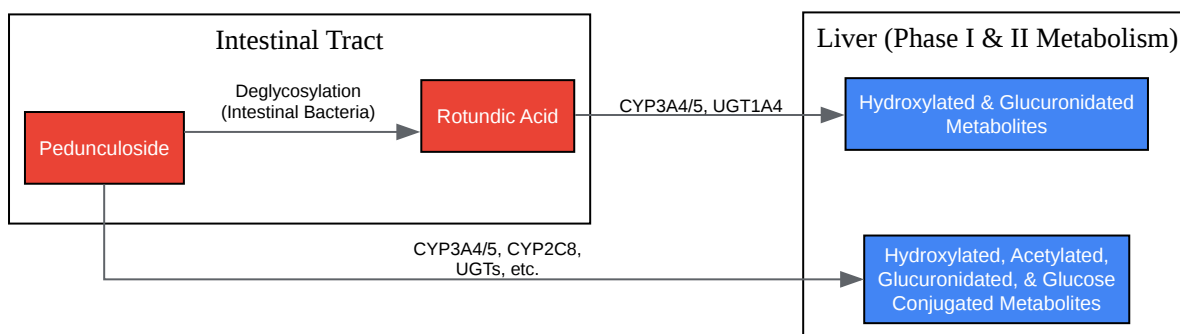 Intestinal Tract
Liver (Phase I & II Metabolism)
Deglycosylation
(Intestinal Bacteria)
Pedunculoside
Rotundic Acid
CYP3A4/5, UGT1A4
Hydroxylated & Glucuronidated
Metabolites
CYP3A4/5, CYP2C8,
UGTs, etc.
Hydroxylated, Acetylated,
Glucuronidated, & Glucose
Conjugated Metabolites